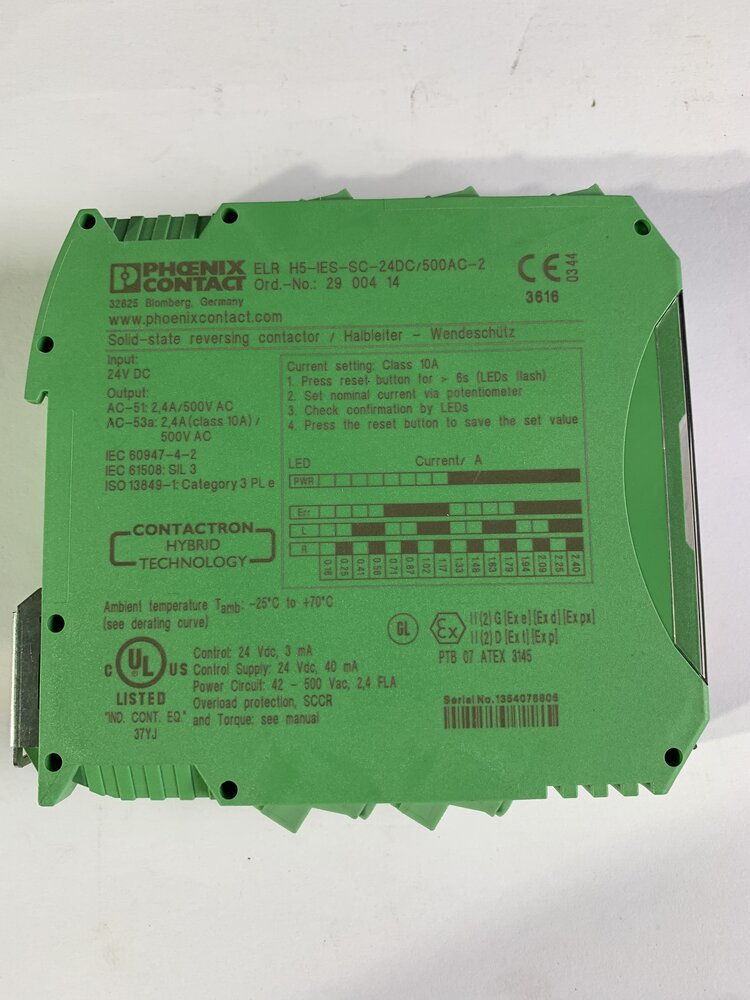 PHŒNIX
CONTACT
ELR H5-IES-SC-24DC/500AC-2
Ord.-No.: 29 004 14
CE
0344
3616
32825 Blomberg, Germany
www.phoenixcontact.com
Solid-state reversing contactor / Halbleiter - Wendeschütz
Input:
24V DC
Output:
AC-51: 2,4A/500V AC
AC-53a: 2,4A (class 10A) /
500V AC
IEC 60947-4-2
IEC 61508: SIL 3
ISO 13849-1: Category 3 PL e
Current setting: Class 10A
1. Press reset button for > 6s (LEDs flash)
2. Set nominal current via potentiometer
3. Check confirmation by LEDs
4. Press the reset button to save the set value
LED Current/ A
PWR
Err
L
R
0.18 0.25 0.41 0.56 0.71 0.87 1.02 1.17 1.33 1.48 1.63 1.79 1.94 2.09 2.25 2.40
CONTACTRON
HYBRID
TECHNOLOGY
Ambient temperature Tamb: -25°C to +70°C
(see derating curve)
GL
Ex
II (2) G [Ex e] [Ex d] [Ex px]
II (2) D [Ex t] [Ex p]
PTB 07 ATEX 3145
C UL US
LISTED
"IND. CONT. EQ."
37YJ
Control: 24 Vdc, 3 mA
Control Supply: 24 Vdc, 40 mA
Power Circuit: 42 - 500 Vac, 2,4 FLA
Overload protection, SCCR
and Torque: see manual
Serial No. 1354076806